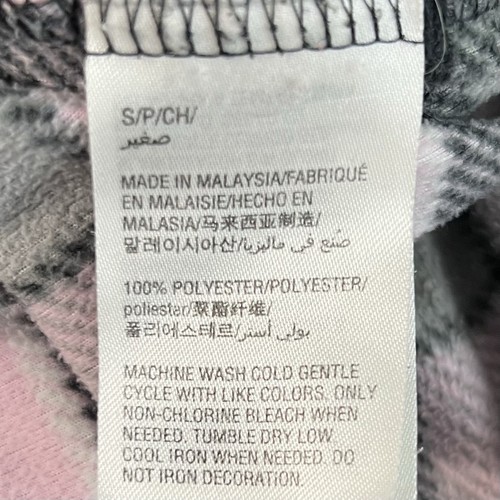 S/P/CH/
صغير
MADE IN MALAYSIA/FABRIQUÉ
EN MALAISIE/HECHO EN
MALASIA/马来西亚制造/
말레이시아산/صُنع في ماليزيا
100% POLYESTER/POLYESTER/
poliester/聚酯纤维/
폴리에스테르/بولي أستر
MACHINE WASH COLD GENTLE
CYCLE WITH LIKE COLORS. ONLY
NON-CHLORINE BLEACH WHEN
NEEDED. TUMBLE DRY LOW.
COOL IRON WHEN NEEDED. DO
NOT IRON DECORATION.